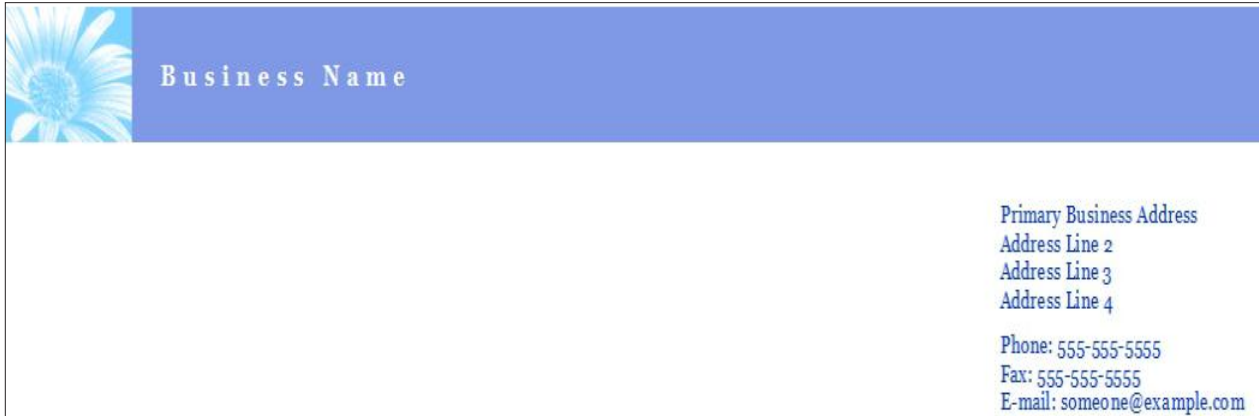 Business Name
Primary Business Address
Address Line 2
Address Line 3
Address Line 4
Phone: 555-555-5555
Fax: 555-555-5555
E-mail: someone@example.com